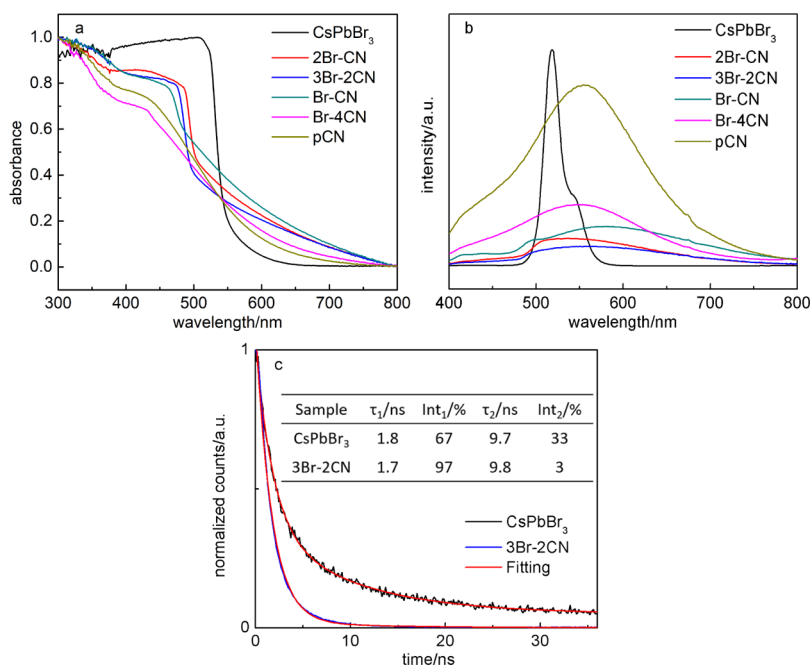 a
CsPbBr₃
2Br-CN
3Br-2CN
Br-CN
Br-4CN
pCN
absorbance
1.0
0.8
0.6
0.4
0.2
0.0
300 400 500 600 700 800
wavelength/nm
b
CsPbBr₃
2Br-CN
3Br-2CN
Br-CN
Br-4CN
pCN
intensity/a.u.
400 500 600 700 800
wavelength/nm
c
Sample τ₁/ns Int₁/% τ₂/ns Int₂/%
CsPbBr₃ 1.8 67 9.7 33
3Br-2CN 1.7 97 9.8 3
CsPbBr₃
3Br-2CN
Fitting
normalized counts/a.u.
1
0
0 10 20 30
time/ns